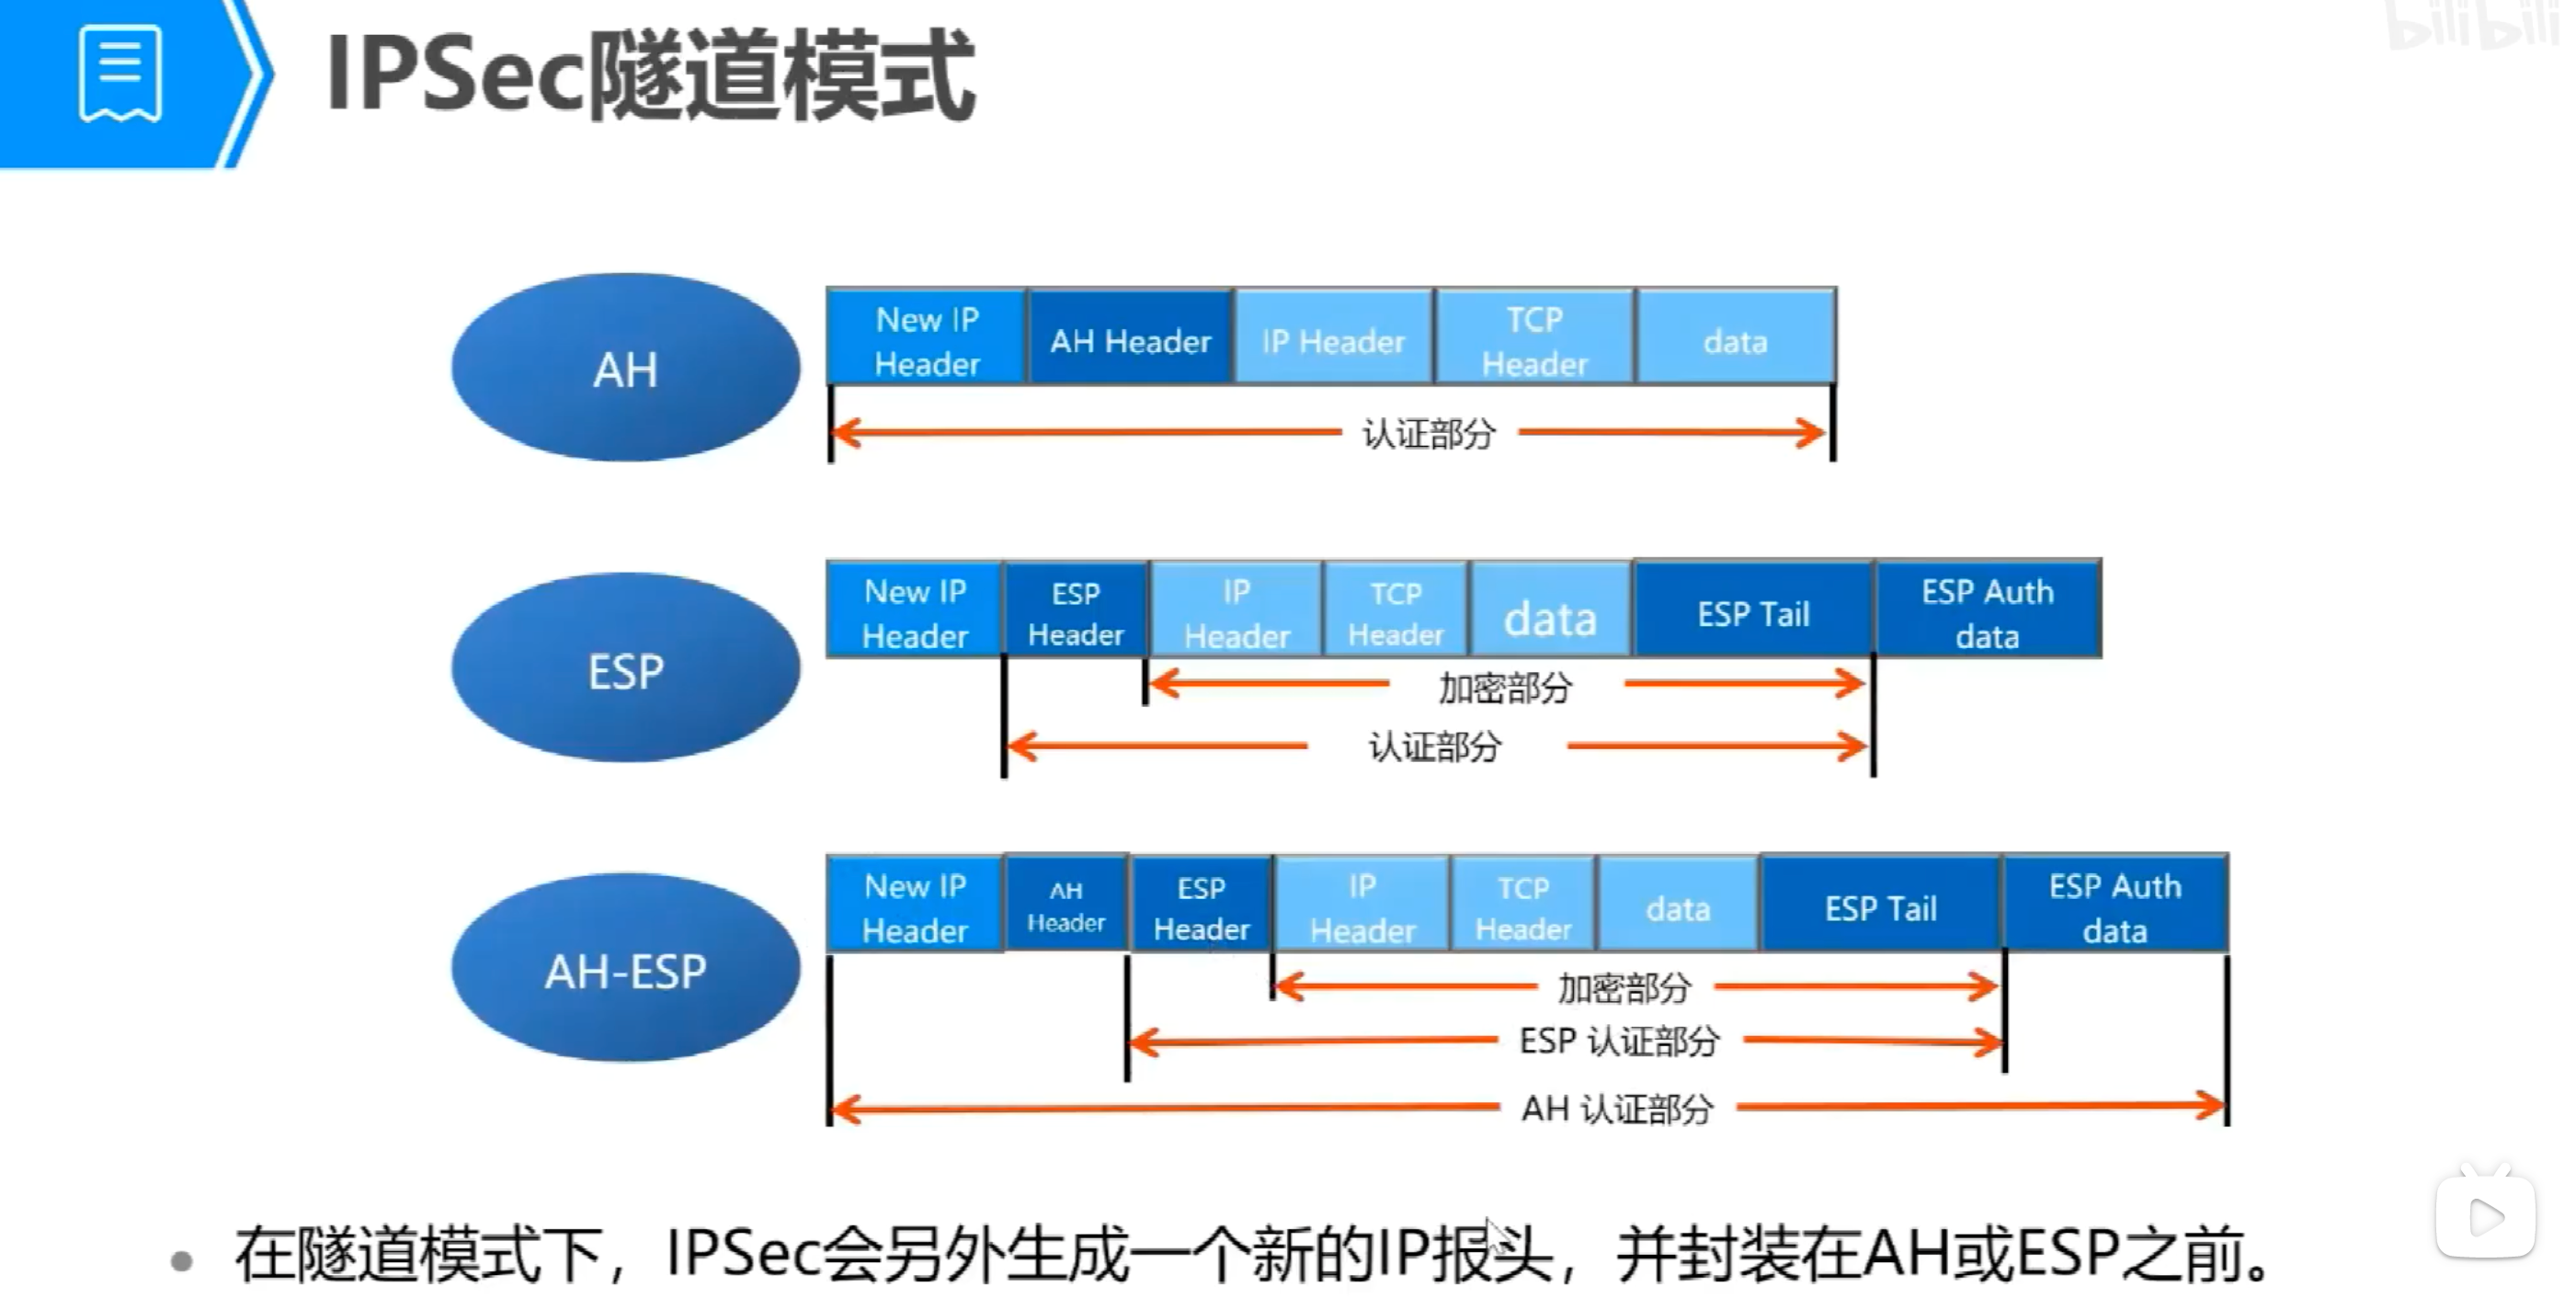 bilibili
IPSec隧道模式
AH
New IP
Header
AH Header
IP Header
TCP
Header
data
认证部分
ESP
New IP
Header
ESP
Header
IP
Header
TCP
Header
data
ESP Tail
ESP Auth
data
加密部分
认证部分
AH-ESP
New IP
Header
AH
Header
ESP
Header
IP
Header
TCP
Header
data
ESP Tail
ESP Auth
data
加密部分
ESP 认证部分
AH 认证部分
在隧道模式下，IPSec会另外生成一个新的IP报头，并封装在AH或ESP之前。